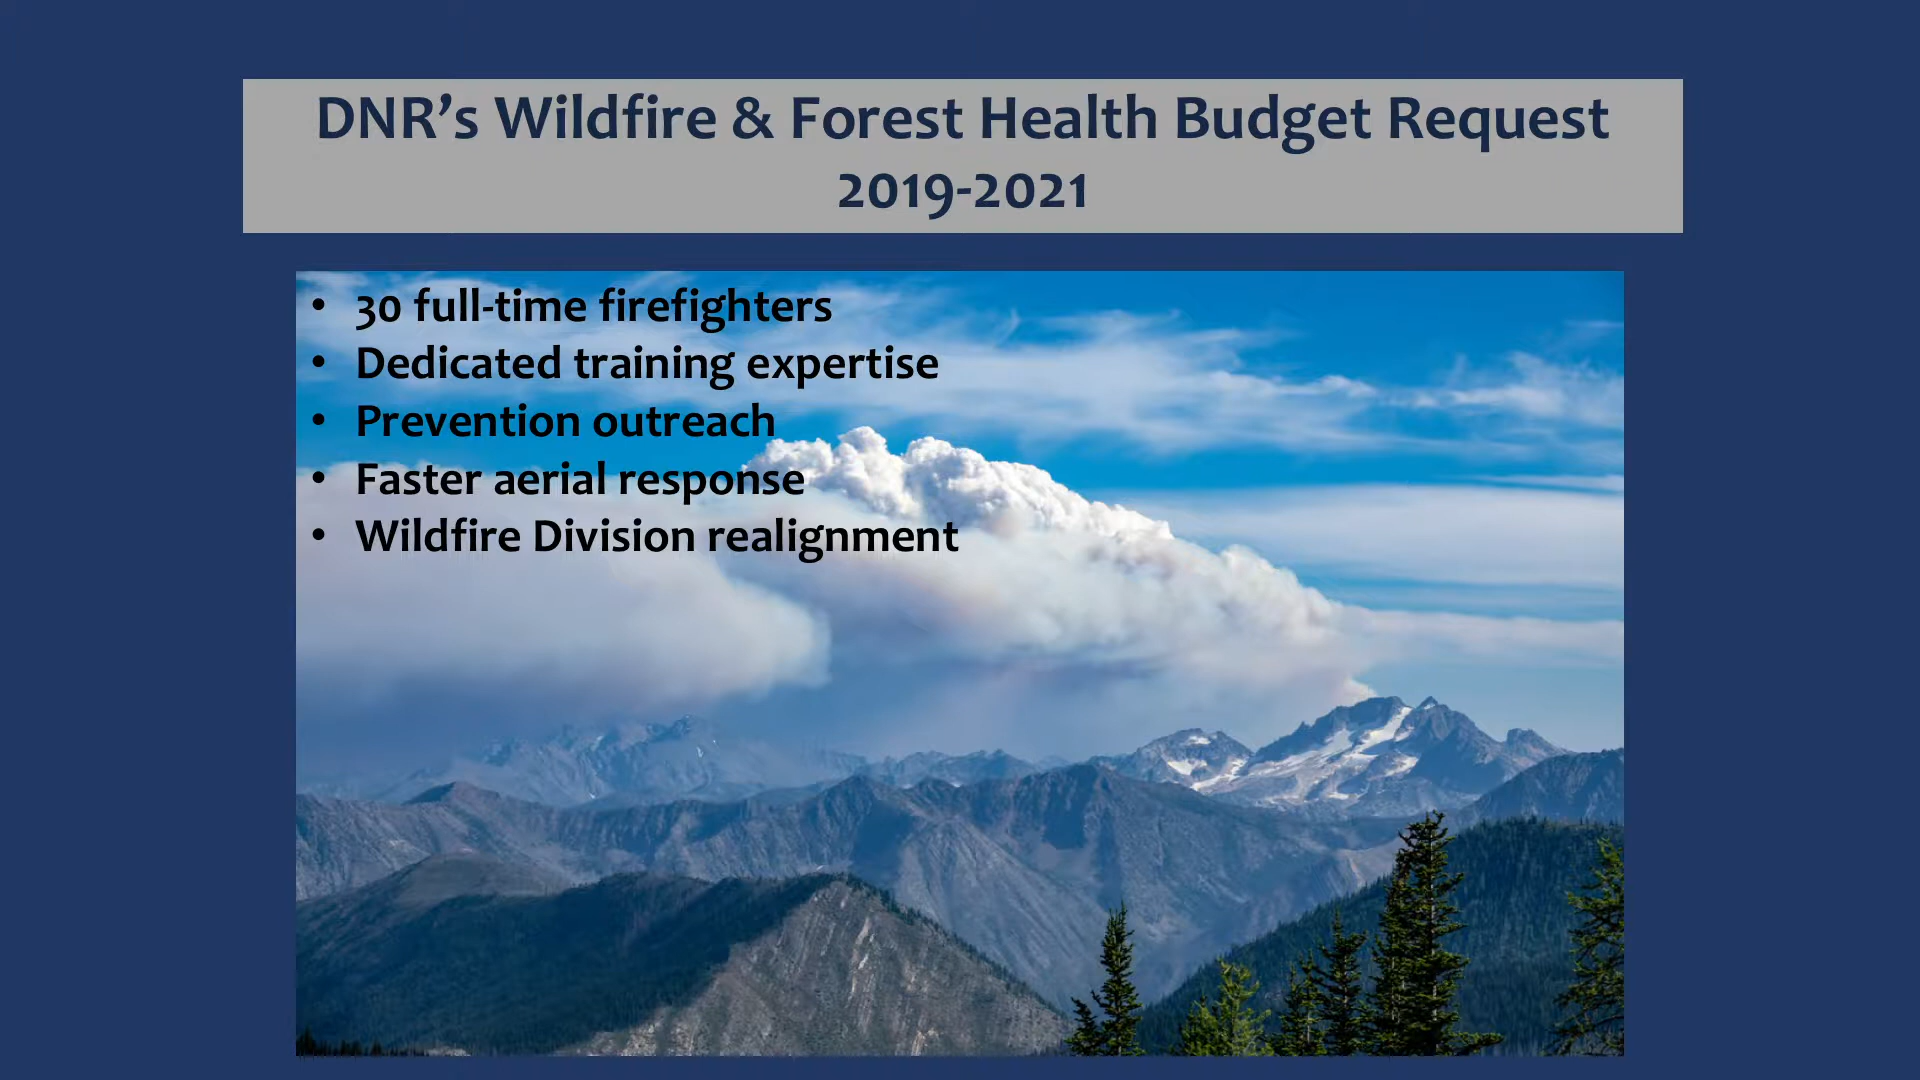 DNR’s Wildfire & Forest Health Budget Request
2019-2021
• 30 full-time firefighters
• Dedicated training expertise
• Prevention outreach
• Faster aerial response
• Wildfire Division realignment